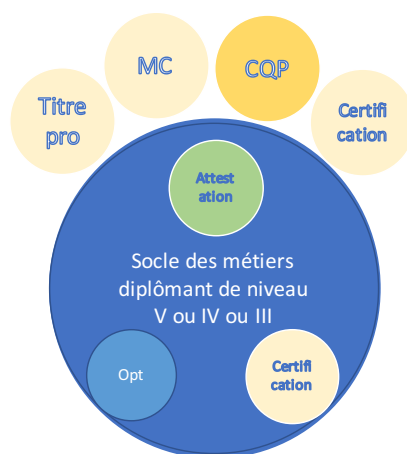 MC
CQP
Titre
pro
Certifi
cation
Attest
ation
Socle des métiers
diplômant de niveau
V ou IV ou III
Opt
Certifi
cation